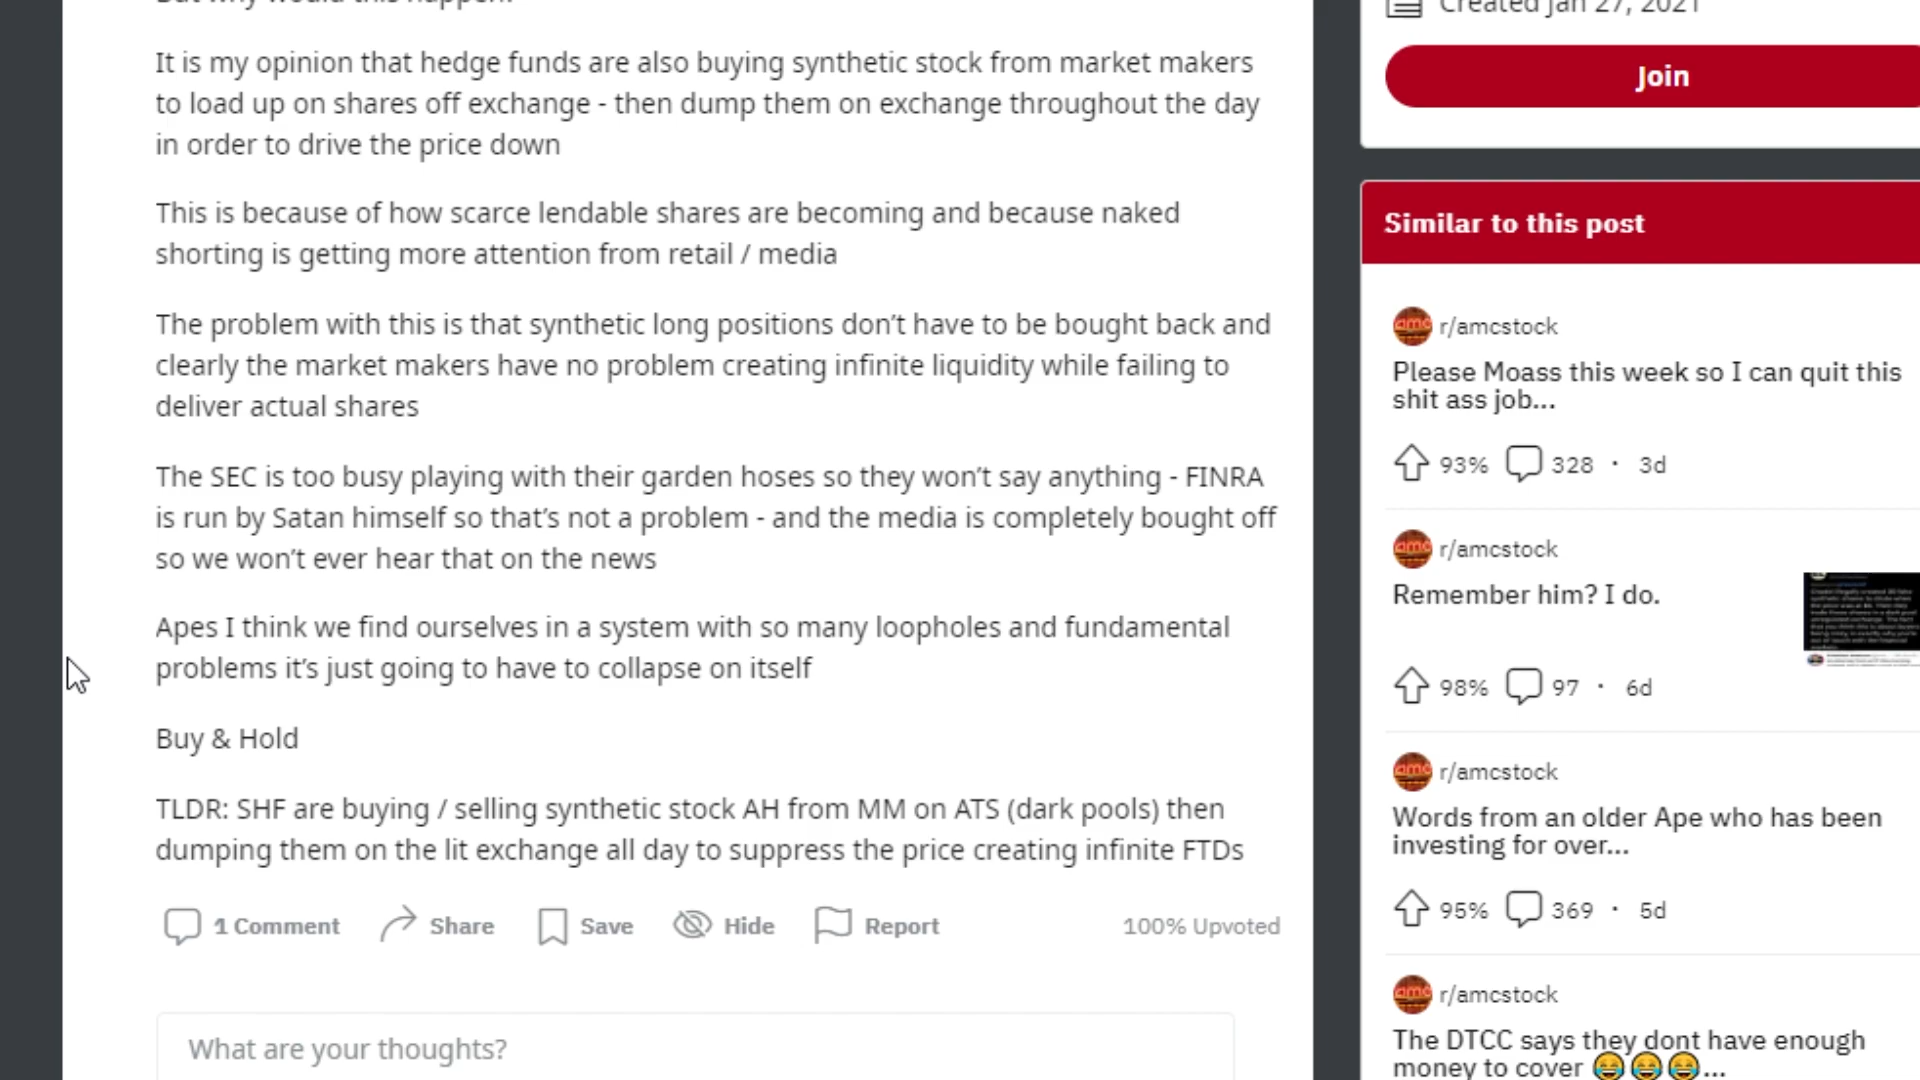 But why would this happen?
Created Jan 27, 2021
It is my opinion that hedge funds are also buying synthetic stock from market makers
to load up on shares off exchange - then dump them on exchange throughout the day
in order to drive the price down
This is because of how scarce lendable shares are becoming and because naked
shorting is getting more attention from retail / media
The problem with this is that synthetic long positions don’t have to be bought back and
clearly the market makers have no problem creating infinite liquidity while failing to
deliver actual shares
The SEC is too busy playing with their garden hoses so they won’t say anything - FINRA
is run by Satan himself so that’s not a problem - and the media is completely bought off
so we won’t ever hear that on the news
Apes I think we find ourselves in a system with so many loopholes and fundamental
problems it’s just going to have to collapse on itself
Buy & Hold
TLDR: SHF are buying / selling synthetic stock AH from MM on ATS (dark pools) then
dumping them on the lit exchange all day to suppress the price creating infinite FTDs
1 Comment Share Save Hide Report 100% Upvoted
What are your thoughts?
Join
Similar to this post
amc r/amcstock
Please Moass this week so I can quit this
shit ass job...
93% 328 · 3d
amc r/amcstock
Remember him? I do.
98% 97 · 6d
amc r/amcstock
Words from an older Ape who has been
investing for over...
95% 369 · 5d
amc r/amcstock
The DTCC says they dont have enough
money to cover 😂😂😂...